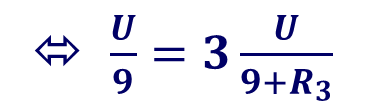 ⇔ U/9 = 3 U/(9+R₃)